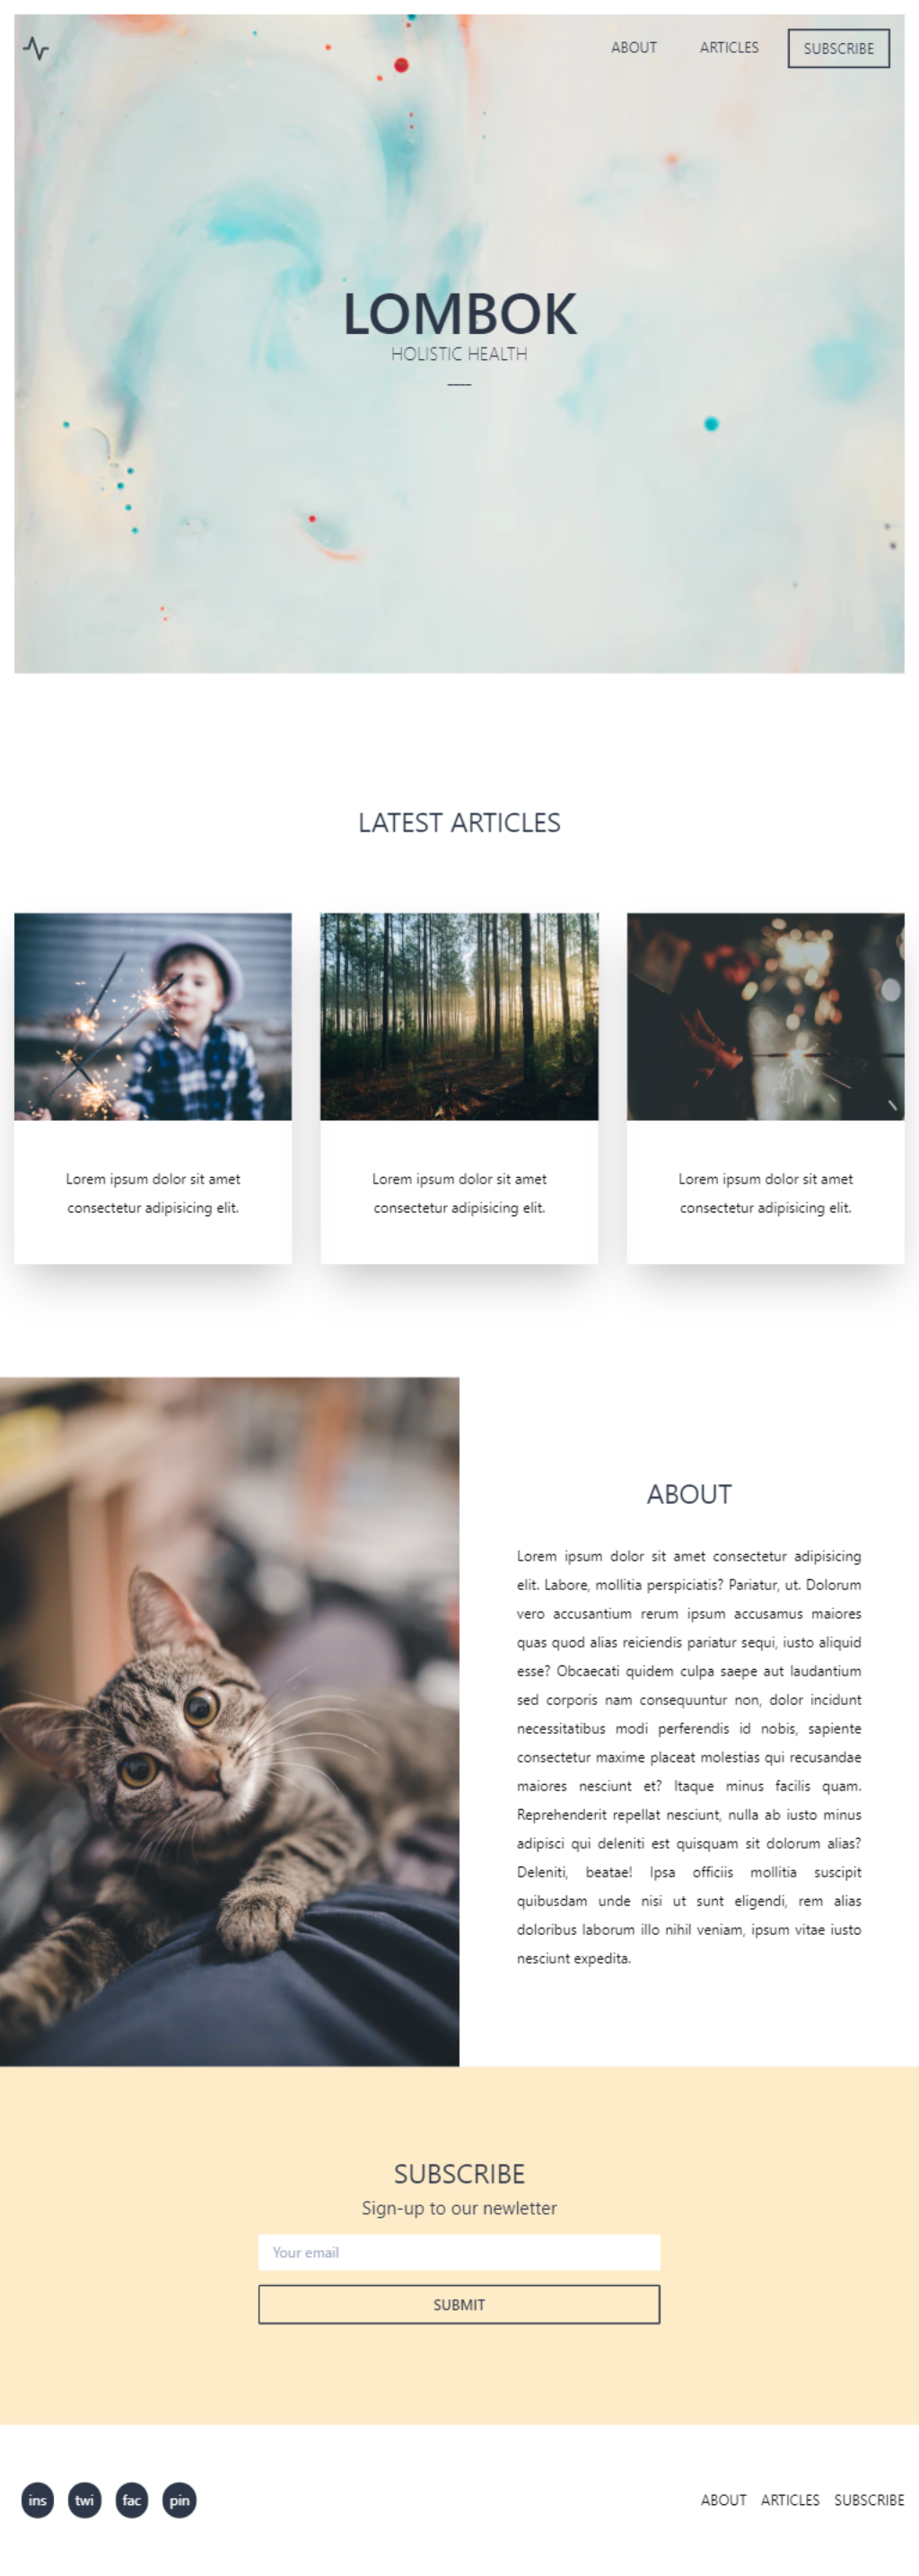 ABOUT ARTICLES SUBSCRIBE
LOMBOK
HOLISTIC HEALTH
LATEST ARTICLES
Lorem ipsum dolor sit amet
consectetur adipisicing elit.
Lorem ipsum dolor sit amet
consectetur adipisicing elit.
Lorem ipsum dolor sit amet
consectetur adipisicing elit.
ABOUT
Lorem ipsum dolor sit amet consectetur adipisicing
elit. Labore, mollitia perspiciatis? Pariatur, ut. Dolorum
vero accusantium rerum ipsum accusamus maiores
quas quod alias reiciendis pariatur sequi, iusto aliquid
esse? Obcaecati quidem culpa saepe aut laudantium
sed corporis nam consequuntur non, dolor incidunt
necessitatibus modi perferendis id nobis, sapiente
consectetur maxime placeat molestias qui recusandae
maiores nesciunt et? Itaque minus facilis quam.
Reprehenderit repellat nesciunt, nulla ab iusto minus
adipisci qui deleniti est quisquam sit dolorum alias?
Deleniti, beatae! Ipsa officiis mollitia suscipit
quibusdam unde nisi ut sunt eligendi, rem alias
doloribus laborum illo nihil veniam, ipsum vitae iusto
nesciunt expedita.
SUBSCRIBE
Sign-up to our newletter
Your email
SUBMIT
ins twi fac pin
ABOUT ARTICLES SUBSCRIBE